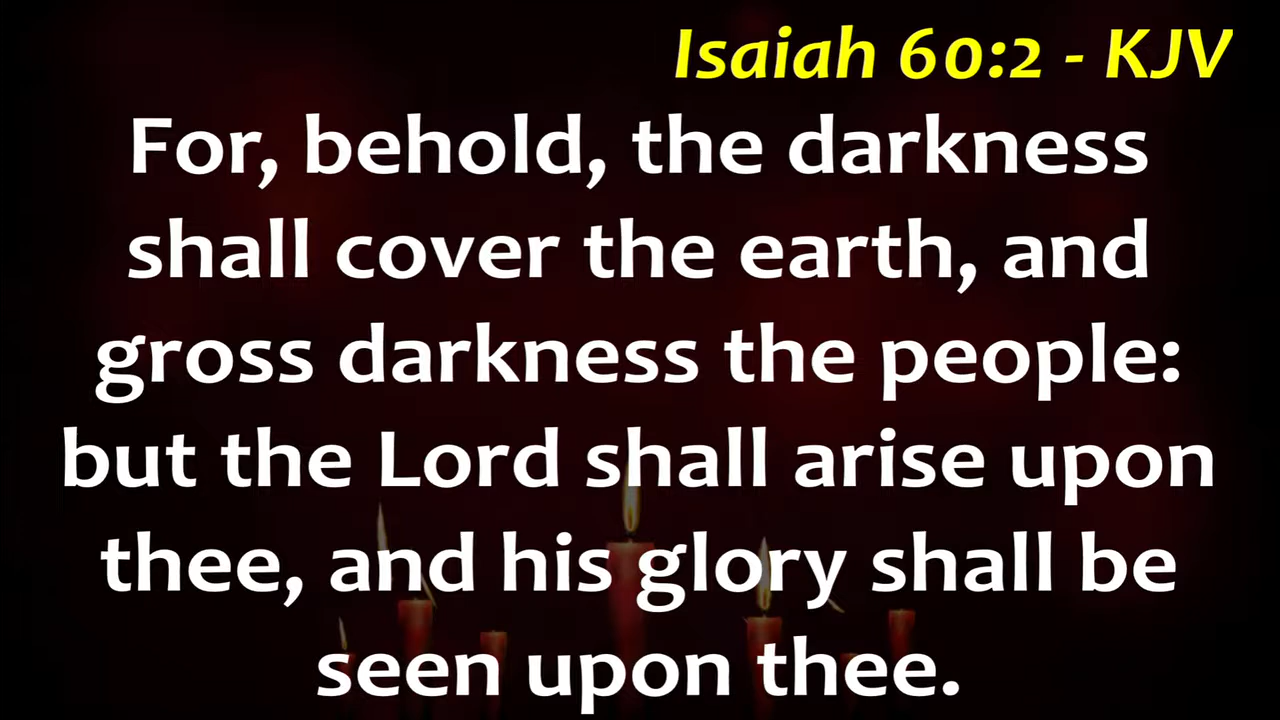 Isaiah 60:2 - KJV
For, behold, the darkness
shall cover the earth, and
gross darkness the people:
but the Lord shall arise upon
thee, and his glory shall be
seen upon thee.